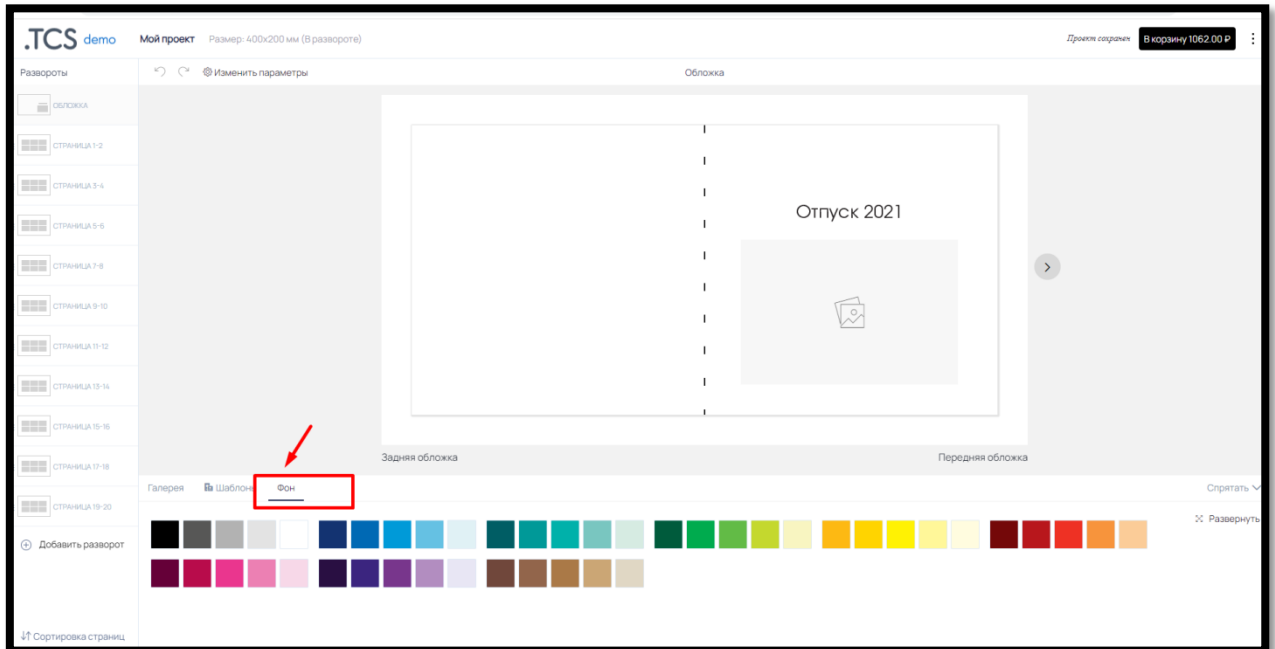 .TCS demo Мой проект Размер: 400x200 мм (В развороте) Проект сохранен В корзину 1062.00 ₽
Развороты Изменить параметры Обложка
ОБЛОЖКА
СТРАНИЦА 1-2
СТРАНИЦА 3-4
СТРАНИЦА 5-6
СТРАНИЦА 7-8
СТРАНИЦА 9-10
СТРАНИЦА 11-12
СТРАНИЦА 13-14
СТРАНИЦА 15-16
СТРАНИЦА 17-18
СТРАНИЦА 19-20
Добавить разворот
Сортировка страниц
Отпуск 2021
Задняя обложка Передняя обложка
Галерея Шаблоны Фон Спрятать
Развернуть